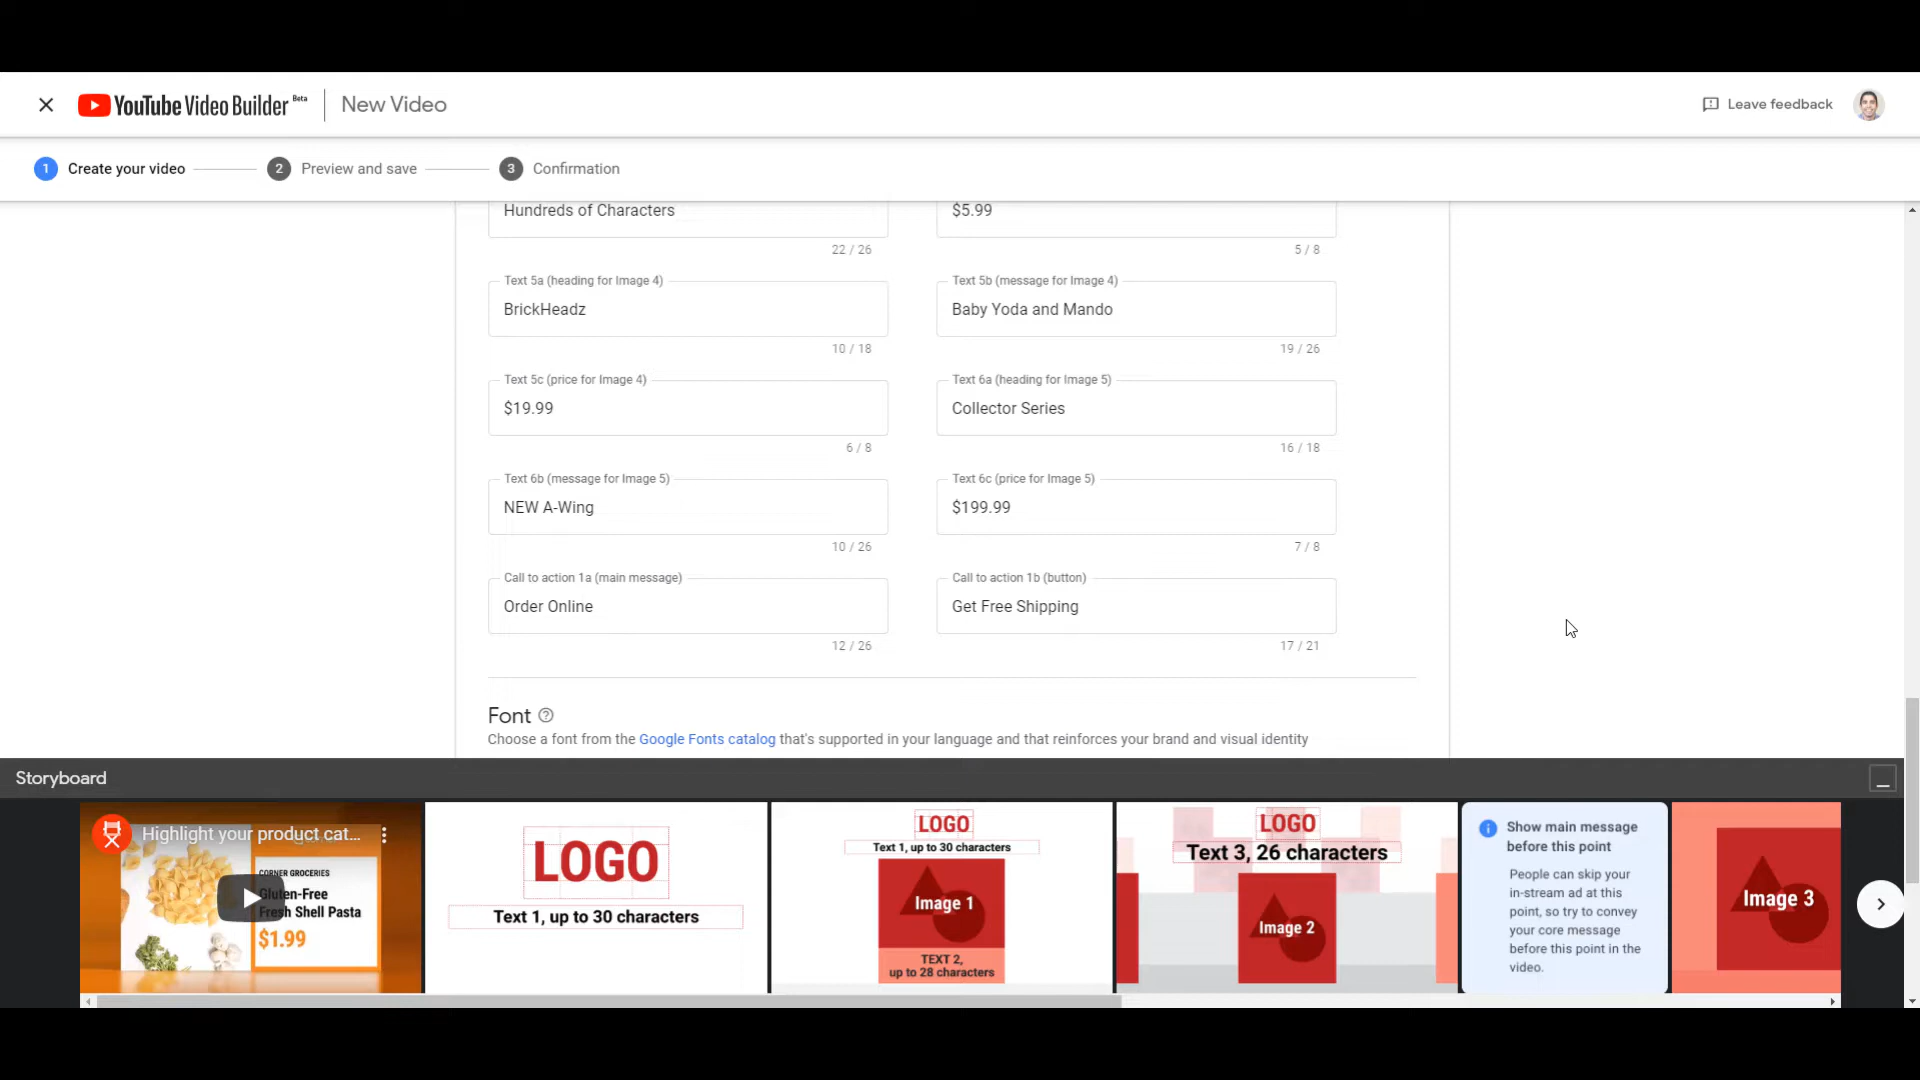 YouTube Video Builder Beta
New Video
Leave feedback
1 Create your video
2 Preview and save
3 Confirmation
Hundreds of Characters
$5.99
22 / 26
5 / 8
Text 5a (heading for Image 4)
Text 5b (message for Image 4)
BrickHeadz
Baby Yoda and Mando
10 / 18
19 / 26
Text 5c (price for Image 4)
Text 6a (heading for Image 5)
$19.99
Collector Series
6 / 8
16 / 18
Text 6b (message for Image 5)
Text 6c (price for Image 5)
NEW A-Wing
$199.99
10 / 26
7 / 8
Call to action 1a (main message)
Call to action 1b (button)
Order Online
Get Free Shipping
12 / 26
17 / 21
Font
Choose a font from the Google Fonts catalog that's supported in your language and that reinforces your brand and visual identity
Storyboard
Highlight your product cat...
CORNER GROCERIES
Gluten-Free
Fresh Shell Pasta
$1.99
LOGO
Text 1, up to 30 characters
LOGO
Text 1, up to 30 characters
Image 1
TEXT 2,
up to 28 characters
LOGO
Text 3, 26 characters
Image 2
Show main message
before this point
People can skip your
in-stream ad at this
point, so try to convey
your core message
before this point in the
video.
Image 3